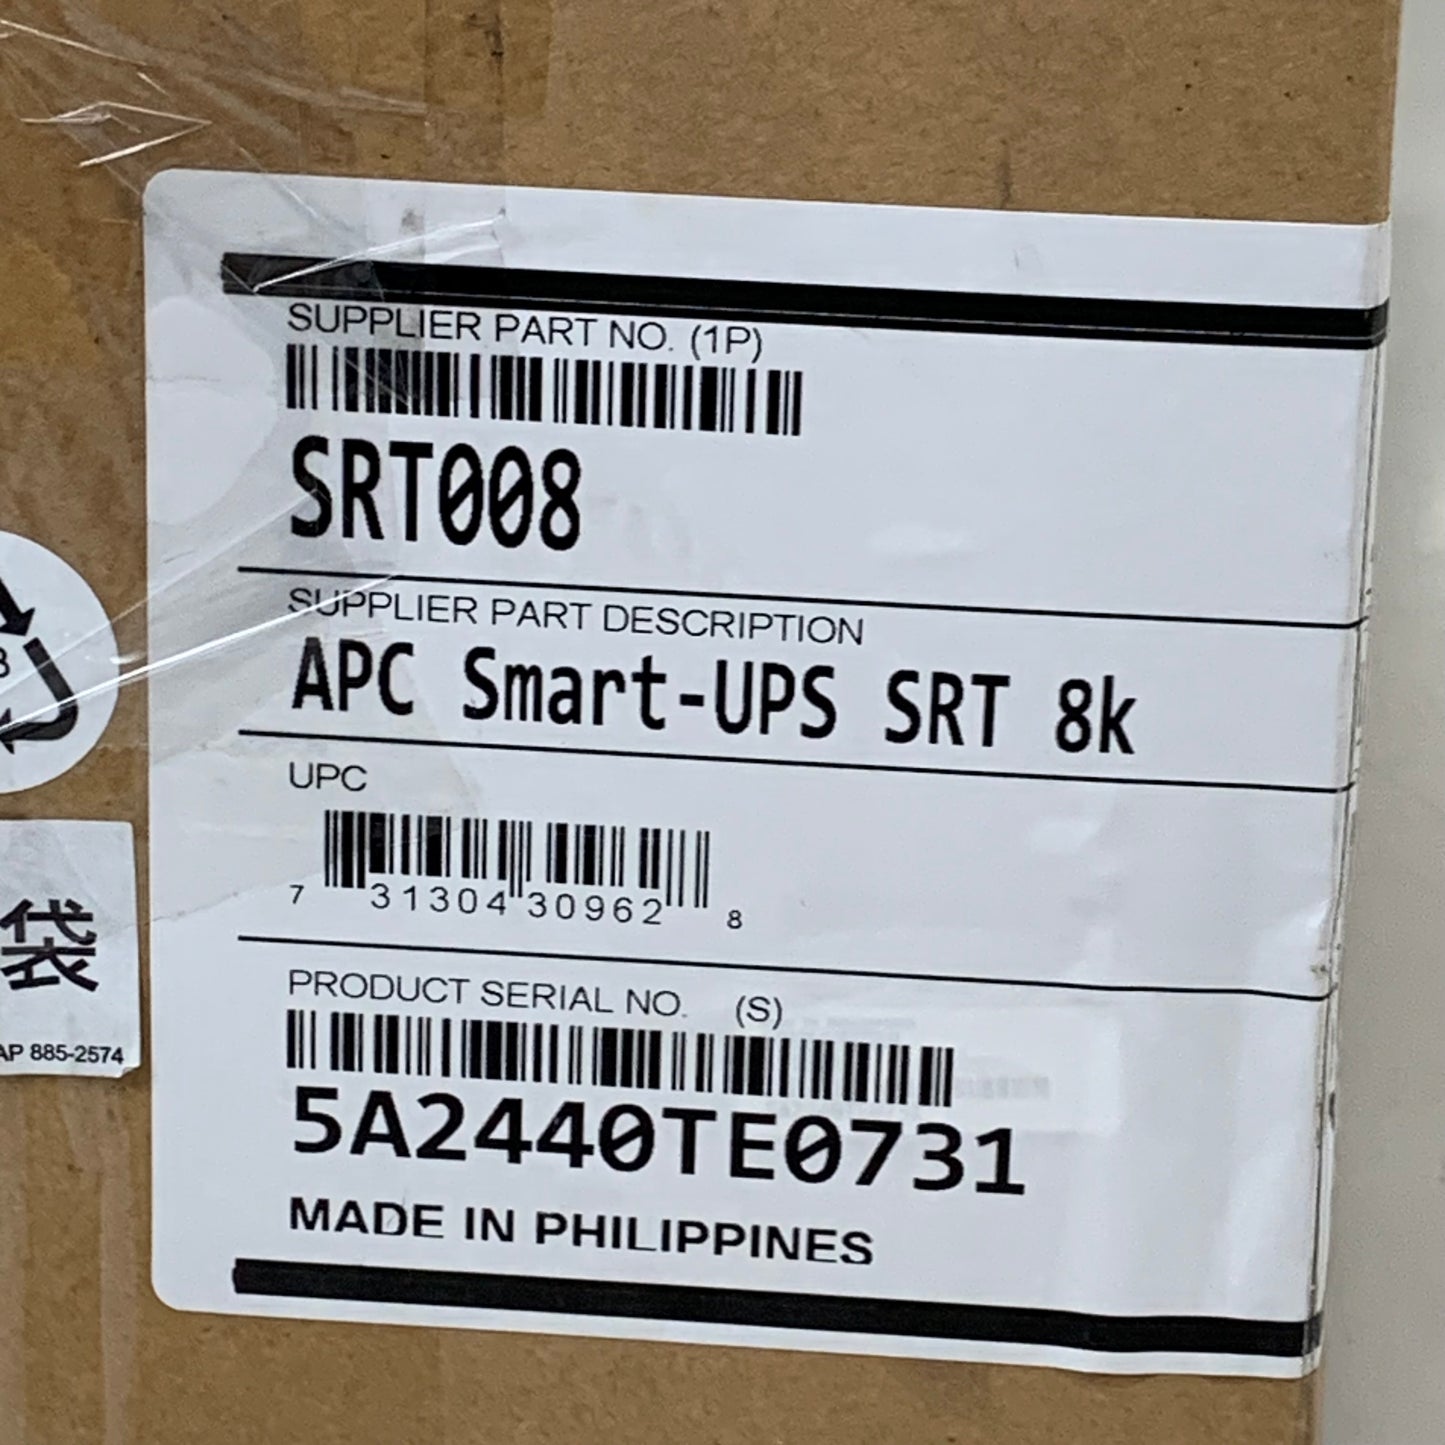 SUPPLIER PART NO. (1P)
SRT008
SUPPLIER PART DESCRIPTION
APC Smart-UPS SRT 8k
UPC
7 31304 30962 8
PRODUCT SERIAL NO. (S)
5A2440TE0731
MADE IN PHILIPPINES
袋
AP 885-2574